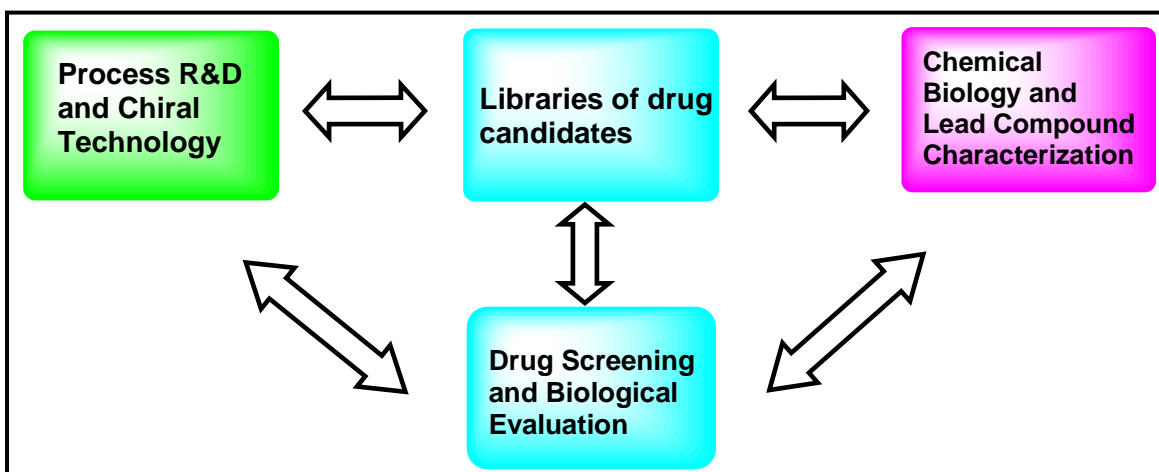 Process R&D
and Chiral
Technology
Libraries of drug
candidates
Chemical
Biology and
Lead Compound
Characterization
Drug Screening
and Biological
Evaluation